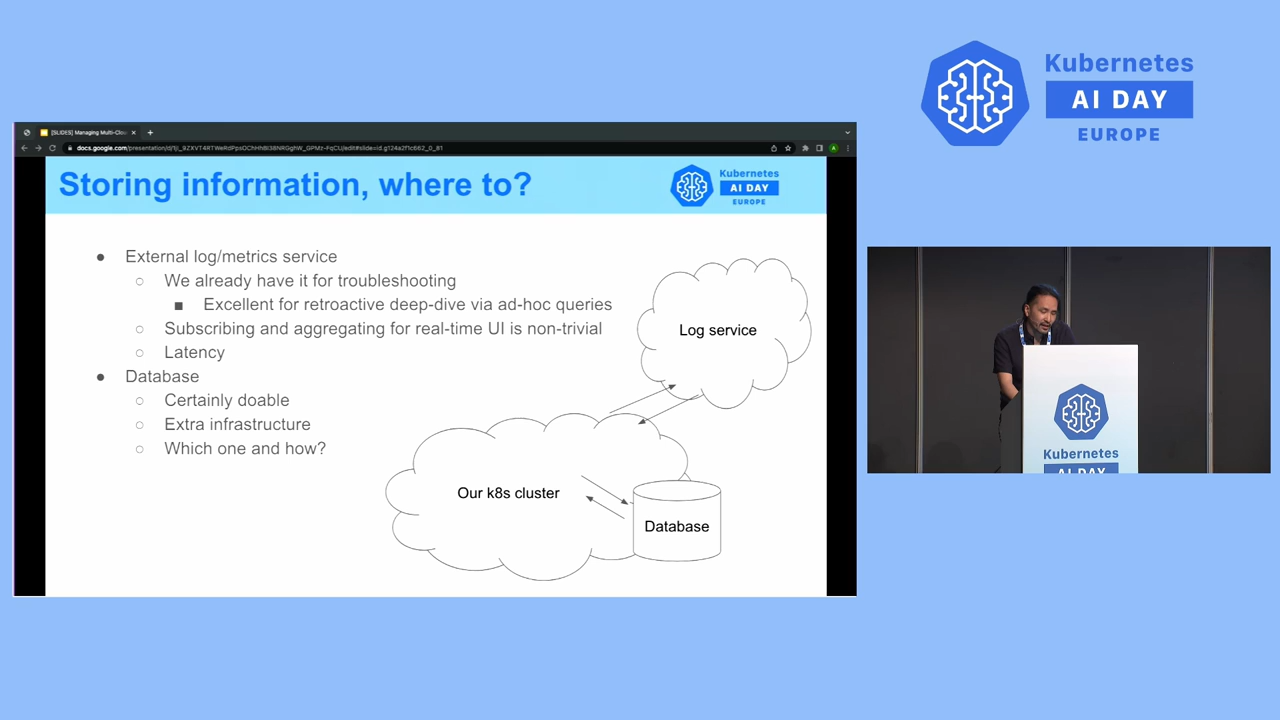 Kubernetes
AI DAY
EUROPE
[SLIDES] Managing Multi-Clou
Storing information, where to?
Kubernetes
AI DAY
EUROPE
● External log/metrics service
○ We already have it for troubleshooting
■ Excellent for retroactive deep-dive via ad-hoc queries
○ Subscribing and aggregating for real-time UI is non-trivial
○ Latency
● Database
○ Certainly doable
○ Extra infrastructure
○ Which one and how?
Log service
Our k8s cluster
Database
Kubernetes
AI DAY